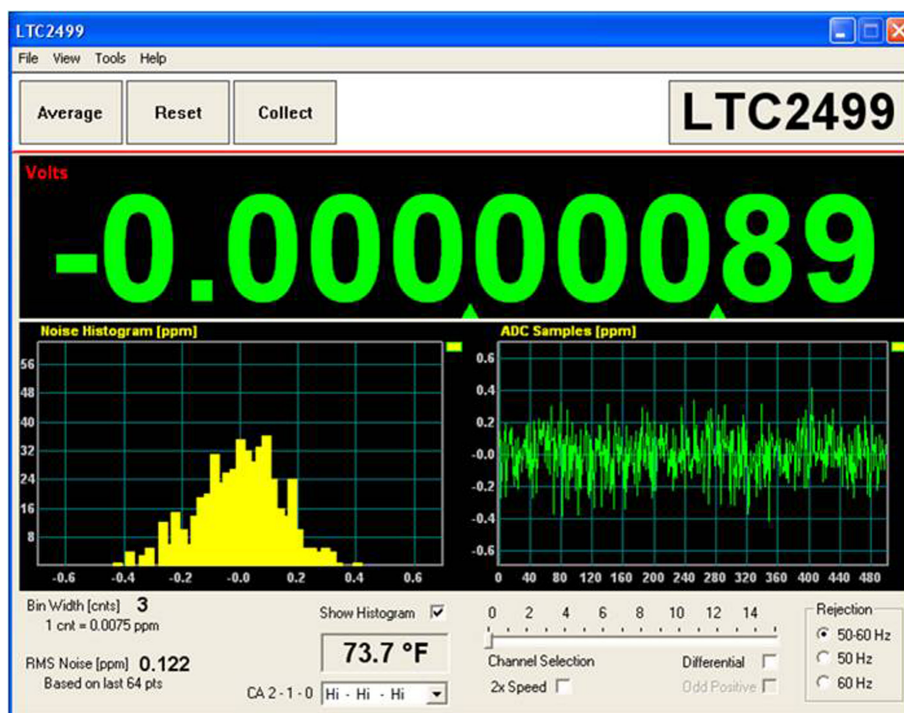 LTC2499
File View Tools Help
Average Reset Collect LTC2499
Volts
-0.00000089
Noise Histogram [ppm]
56
48
40
32
24
16
8
-0.6 -0.4 -0.2 -0.0 0.2 0.4 0.6
ADC Samples [ppm]
0.6
0.4
0.2
-0.0
-0.2
-0.4
-0.6
0 40 80 120 160 200 240 280 320 360 400 440 480
Bin Width [cnts] 3
1 cnt = 0.0075 ppm
RMS Noise [ppm] 0.122
Based on last 64 pts
Show Histogram
73.7 °F
CA 2 - 1 - 0 Hi - Hi - Hi
0 2 4 6 8 10 12 14
Channel Selection Differential
2x Speed Odd Positive
Rejection
50-60 Hz
50 Hz
60 Hz